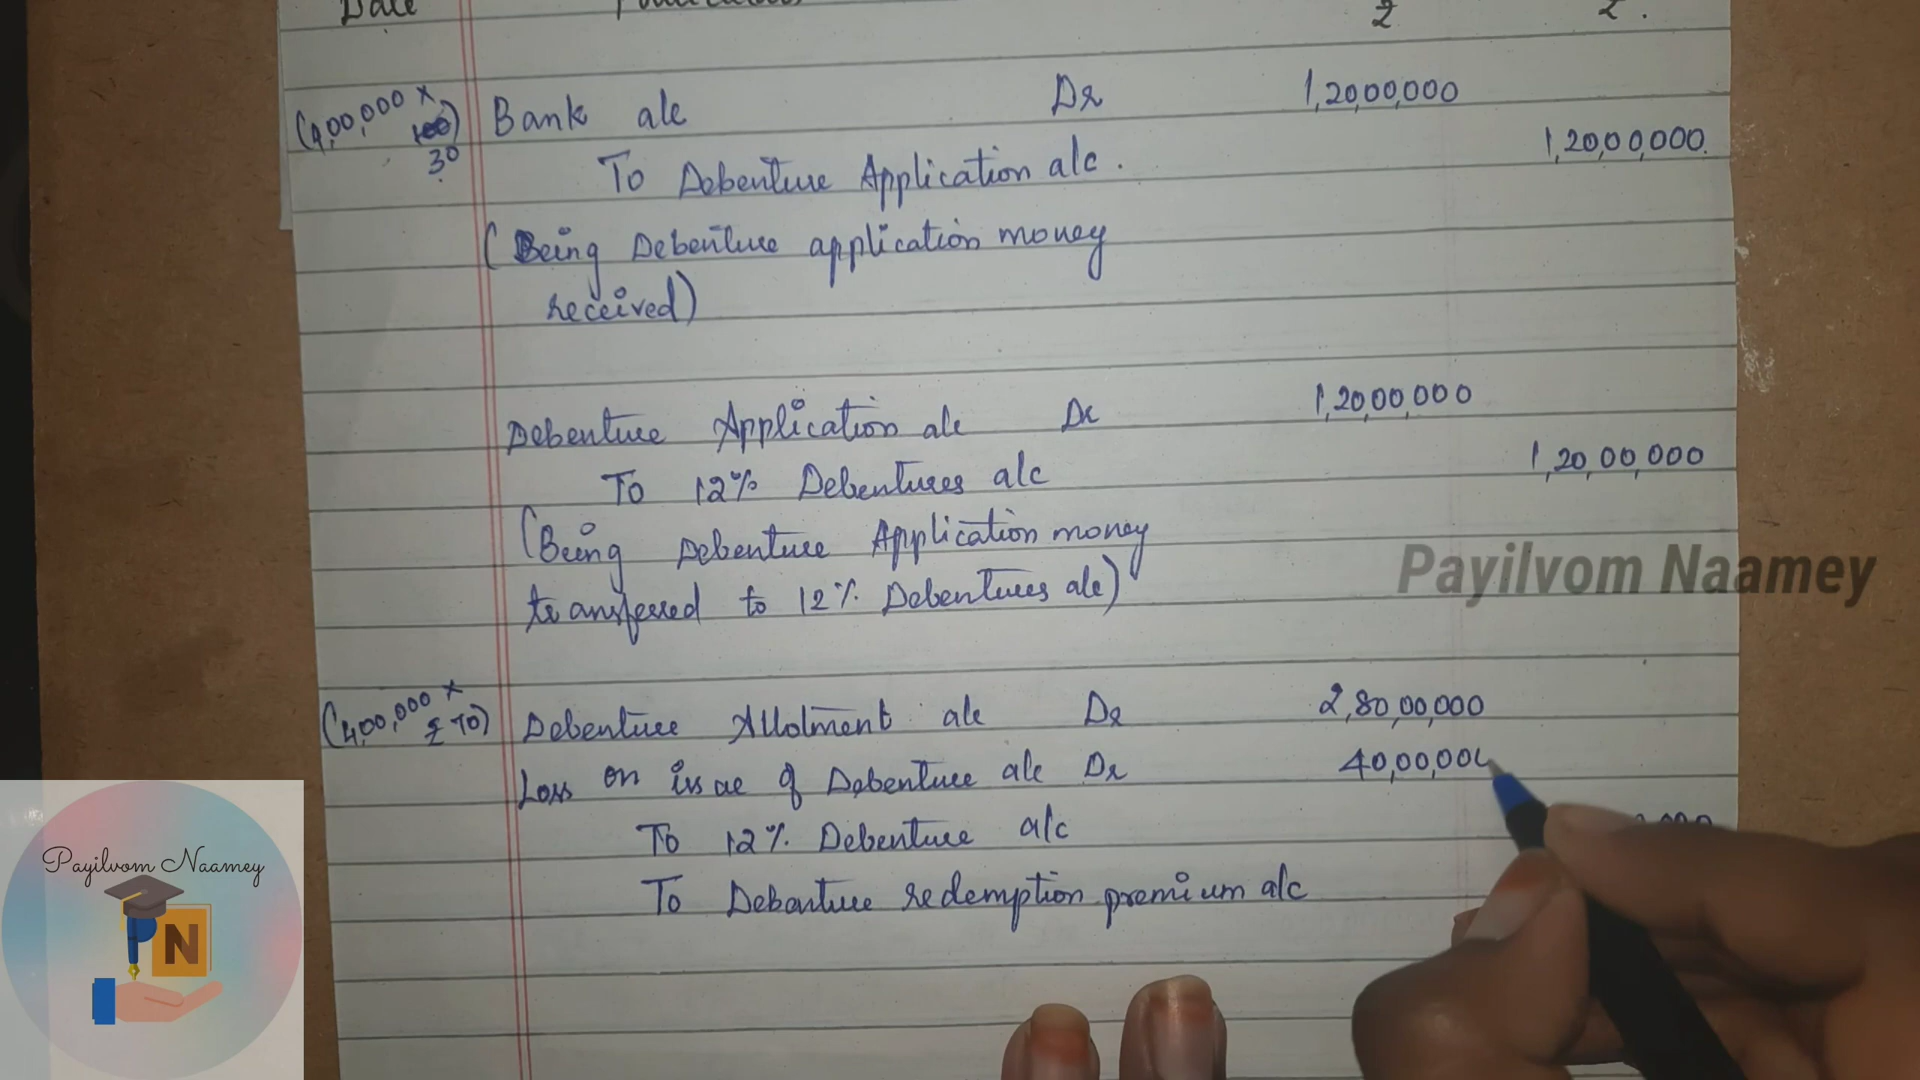 Date Particulars ₹ ₹.
(4,00,000 × 100) 30 Bank a/c Dr 1,20,00,000
To Debenture Application a/c. 1,20,00,000.
(Being Debenture application money
received)
Debenture Application a/c Dr 1,20,00,000
To 12% Debentures a/c 1,20,00,000
(Being Debenture Application money
transferred to 12% Debentures a/c)
(4,00,000 × ₹ 70) Debenture Allotment a/c Dr 2,80,00,000
Loss on issue of Debenture a/c Dr 40,00,000
To 12% Debenture a/c
To Debenture redemption premium a/c
Payilvom Naamey
Payilvom Naamey
PN